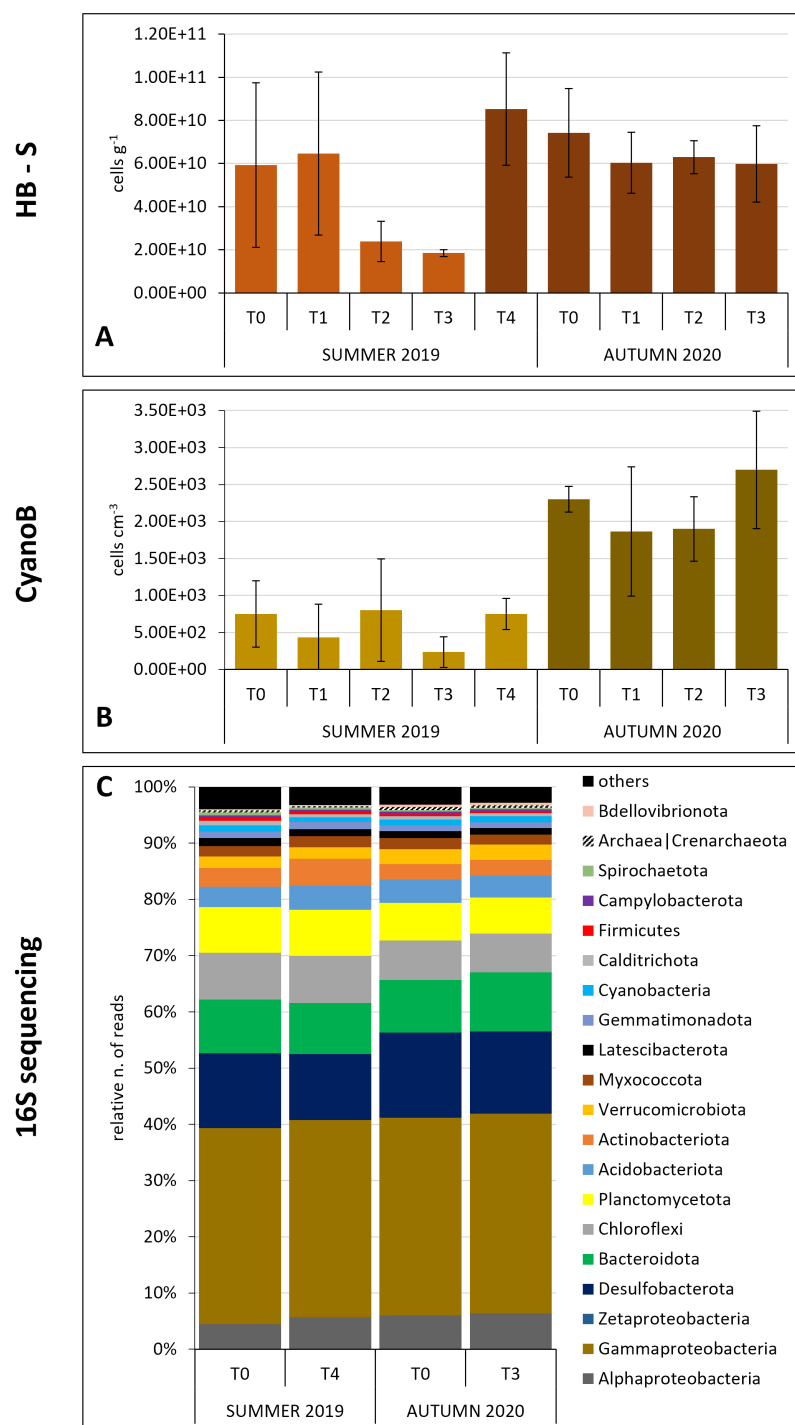 HB - S
cells g-1
1.20E+11
1.00E+11
8.00E+10
6.00E+10
4.00E+10
2.00E+10
0.00E+00
T0 T1 T2 T3 T4 T0 T1 T2 T3
SUMMER 2019 AUTUMN 2020
A
CyanoB
cells cm-3
3.50E+03
3.00E+03
2.50E+03
2.00E+03
1.50E+03
1.00E+03
5.00E+02
0.00E+00
T0 T1 T2 T3 T4 T0 T1 T2 T3
SUMMER 2019 AUTUMN 2020
B
16S sequencing
C
relative n. of reads
100%
90%
80%
70%
60%
50%
40%
30%
20%
10%
0%
T0 T4 T0 T3
SUMMER 2019 AUTUMN 2020
others
Bdellovibrionota
Archaea|Crenarchaeota
Spirochaetota
Campylobacterota
Firmicutes
Calditrichota
Cyanobacteria
Gemmatimonadota
Latescibacterota
Myxococcota
Verrucomicrobiota
Actinobacteriota
Acidobacteriota
Planctomycetota
Chloroflexi
Bacteroidota
Desulfobacterota
Zetaproteobacteria
Gammaproteobacteria
Alphaproteobacteria